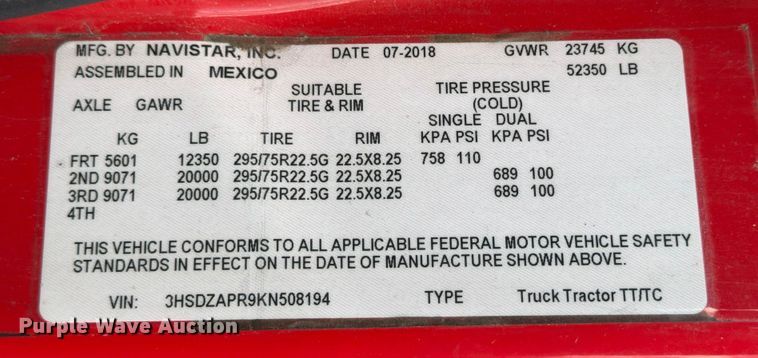 MFG. BY NAVISTAR, INC. DATE 07-2018 GVWR 23745 KG
ASSEMBLED IN MEXICO 52350 LB
SUITABLE TIRE PRESSURE
AXLE GAWR TIRE & RIM (COLD)
SINGLE DUAL
KG LB TIRE RIM KPA PSI KPA PSI
FRT 5601 12350 295/75R22.5G 22.5X8.25 758 110
2ND 9071 20000 295/75R22.5G 22.5X8.25 689 100
3RD 9071 20000 295/75R22.5G 22.5X8.25 689 100
4TH
THIS VEHICLE CONFORMS TO ALL APPLICABLE FEDERAL MOTOR VEHICLE SAFETY
STANDARDS IN EFFECT ON THE DATE OF MANUFACTURE SHOWN ABOVE.
VIN: 3HSDZAPR9KN508194 TYPE Truck Tractor TT/TC
Purple Wave Auction